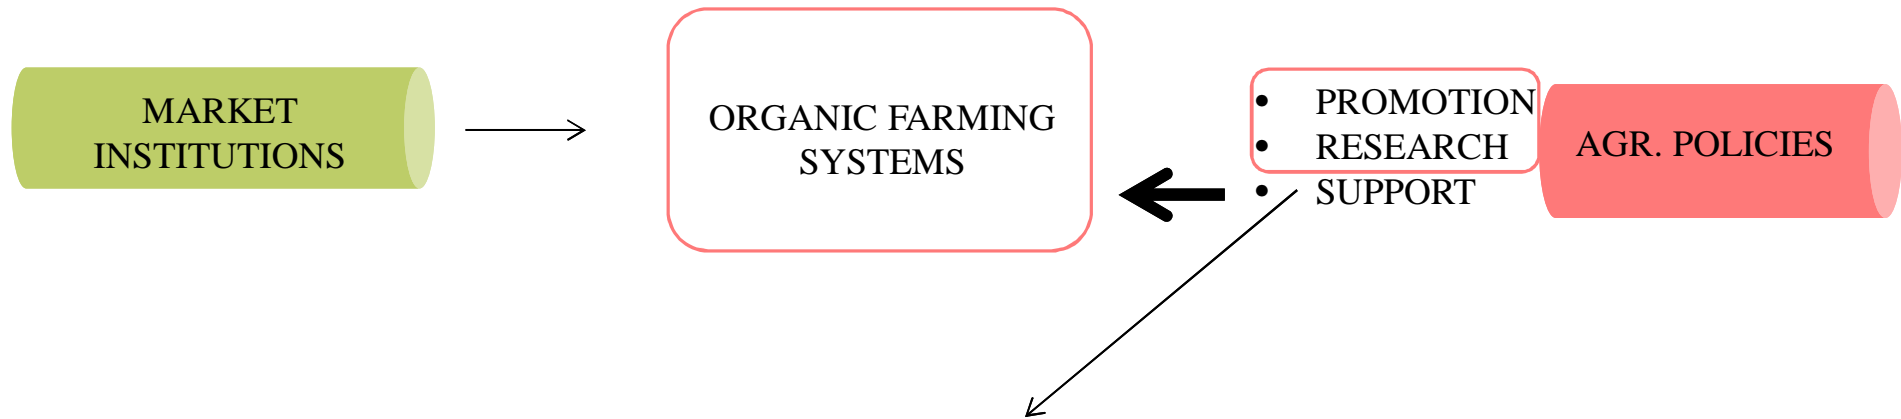 MARKET
INSTITUTIONS
ORGANIC FARMING
SYSTEMS
• PROMOTION
• RESEARCH
• SUPPORT
AGR. POLICIES